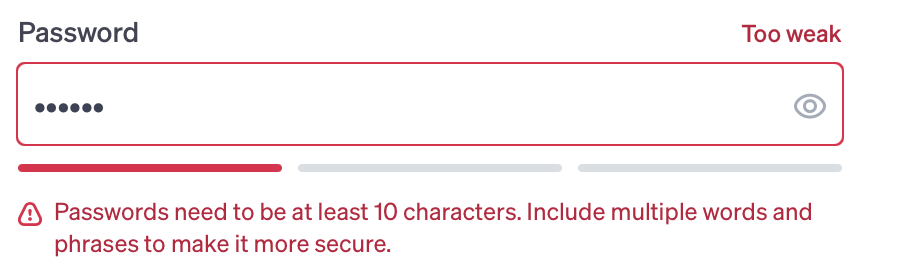 Password
Too weak
••••••
Passwords need to be at least 10 characters. Include multiple words and
phrases to make it more secure.